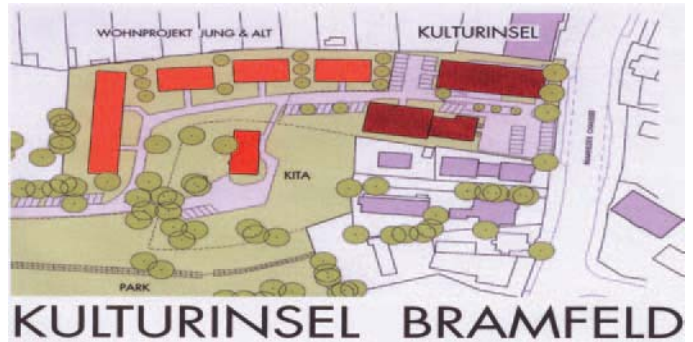 WOHNPROJEKT JUNG & ALT
KULTURINSEL
KITA
PARK
KULTURINSEL BRAMFELD